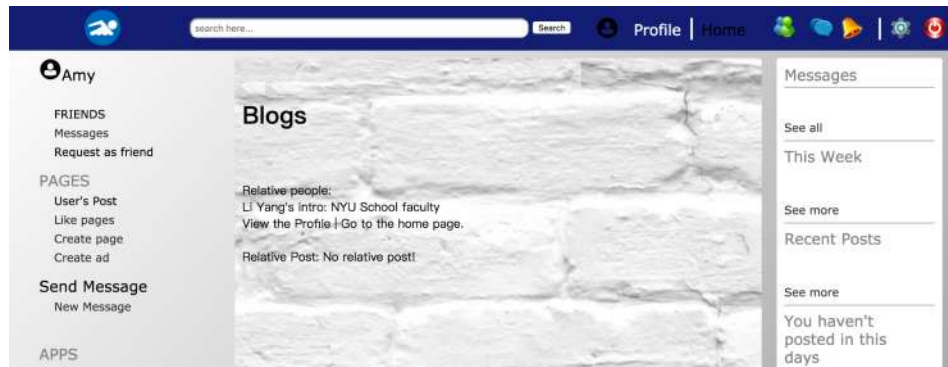 search here...
Search
Profile | Home
Amy
FRIENDS
Messages
Request as friend
PAGES
User's Post
Like pages
Create page
Create ad
Send Message
New Message
APPS
Blogs
Relative people:
Li Yang's intro: NYU School faculty
View the Profile | Go to the home page.
Relative Post: No relative post!
Messages
See all
This Week
See more
Recent Posts
See more
You haven't
posted in this
days